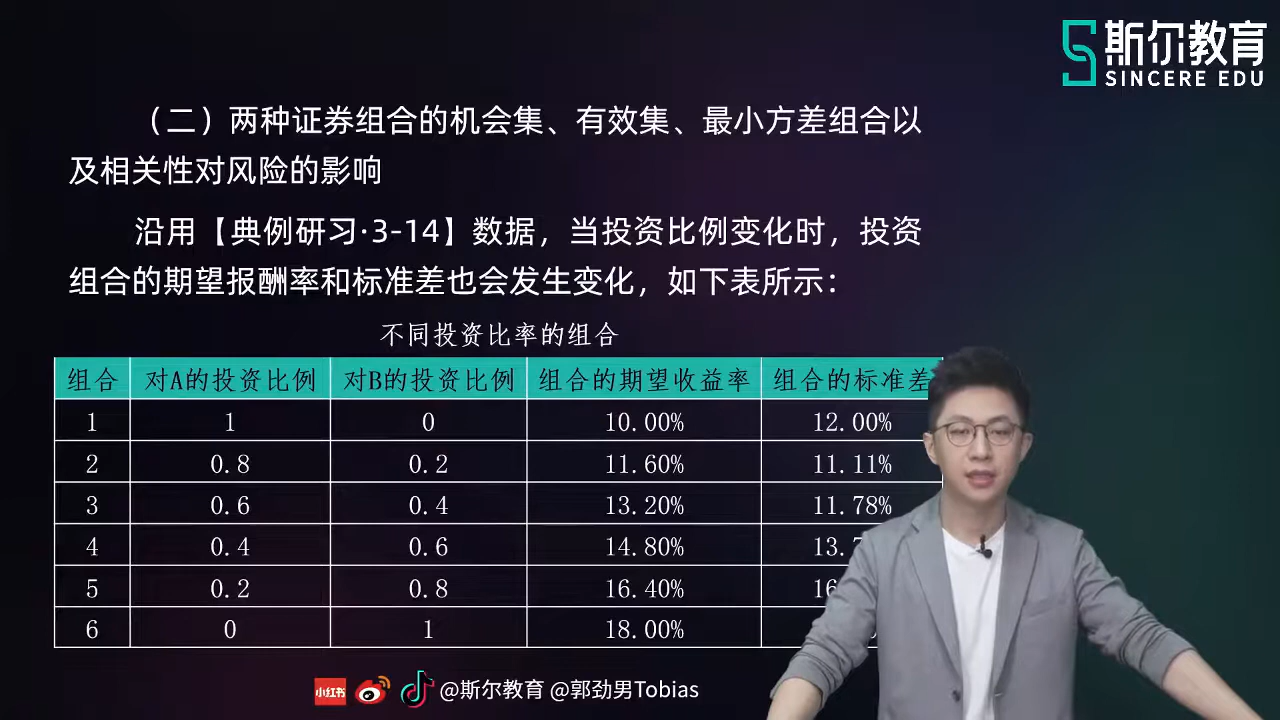 斯尔教育
SINCERE EDU
（二）两种证券组合的机会集、有效集、最小方差组合以
及相关性对风险的影响
沿用【典例研习·3-14】数据，当投资比例变化时，投资
组合的期望报酬率和标准差也会发生变化，如下表所示：
不同投资比率的组合
组合 对A的投资比例 对B的投资比例 组合的期望收益率 组合的标准差
1 1 0 10.00% 12.00%
2 0.8 0.2 11.60% 11.11%
3 0.6 0.4 13.20% 11.78%
4 0.4 0.6 14.80%
5 0.2 0.8 16.40%
6 0 1 18.00%
小红书 @斯尔教育 @郭劲男Tobias